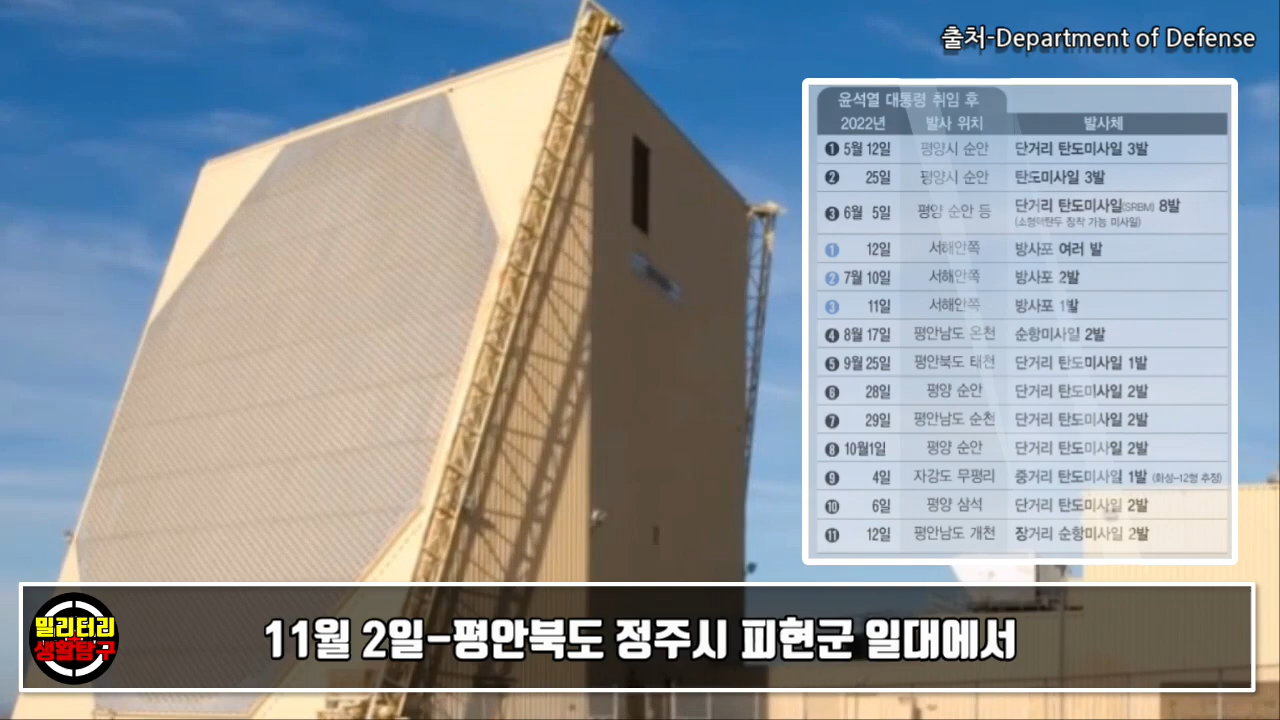 출처-Department of Defense
윤석열 대통령 취임 후
2022년 발사 위치 발사체
❶ 5월 12일 평양시 순안 단거리 탄도미사일 3발
❷ 25일 평양시 순안 탄도미사일 3발
❸ 6월 5일 평양 순안 등 단거리 탄도미사일(SRBM) 8발
(소형핵탄두 장착 가능 미사일)
① 12일 서해안쪽 방사포 여러 발
② 7월 10일 서해안쪽 방사포 2발
③ 11일 서해안쪽 방사포 1발
❹ 8월 17일 평안남도 온천 순항미사일 2발
❺ 9월 25일 평안북도 태천 단거리 탄도미사일 1발
❻ 28일 평양 순안 단거리 탄도미사일 2발
❼ 29일 평안남도 순천 단거리 탄도미사일 2발
❽ 10월1일 평양 순안 단거리 탄도미사일 2발
❾ 4일 자강도 무평리 중거리 탄도미사일 1발 (화성-12형 추정)
❿ 6일 평양 삼석 단거리 탄도미사일 2발
⓫ 12일 평안남도 개천 장거리 순항미사일 2발
밀리터리
생활탐구
11월 2일-평안북도 정주시 피현군 일대에서